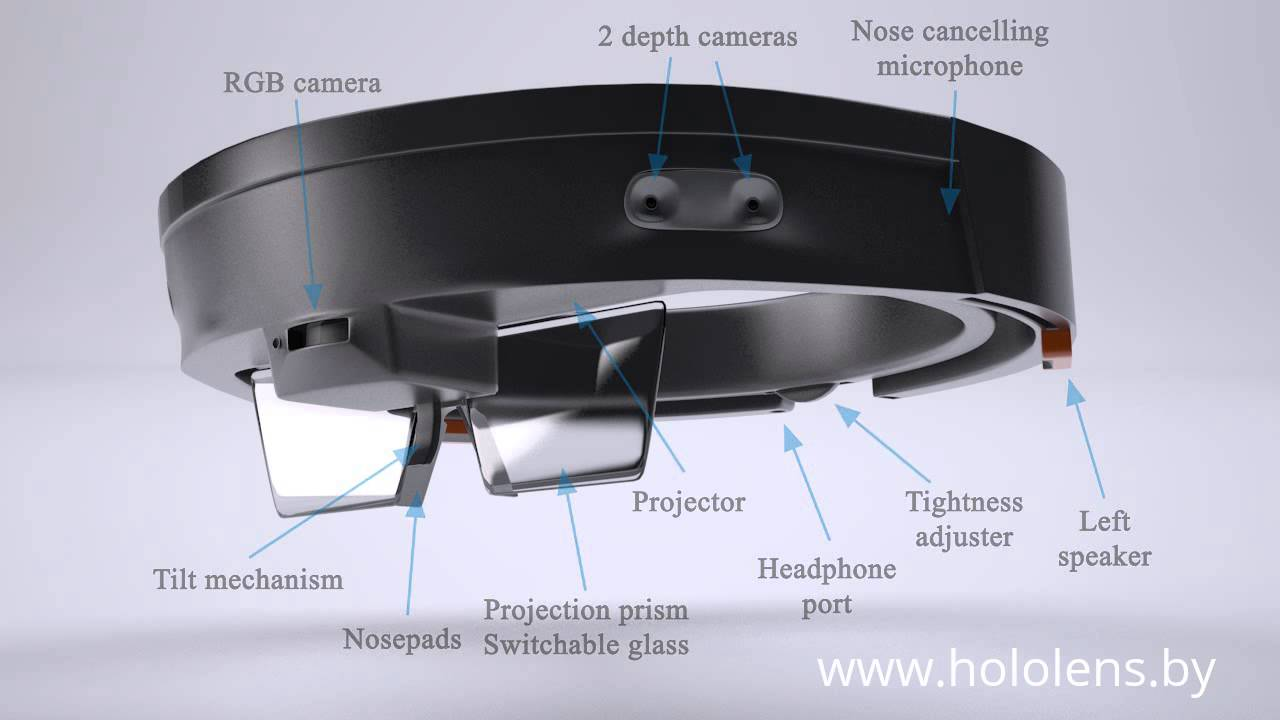 2 depth cameras
Nose cancelling
microphone
RGB camera
Projector
Tightness
adjuster
Left
speaker
Headphone
port
Tilt mechanism
Projection prism
Switchable glass
Nosepads
www.hololens.by